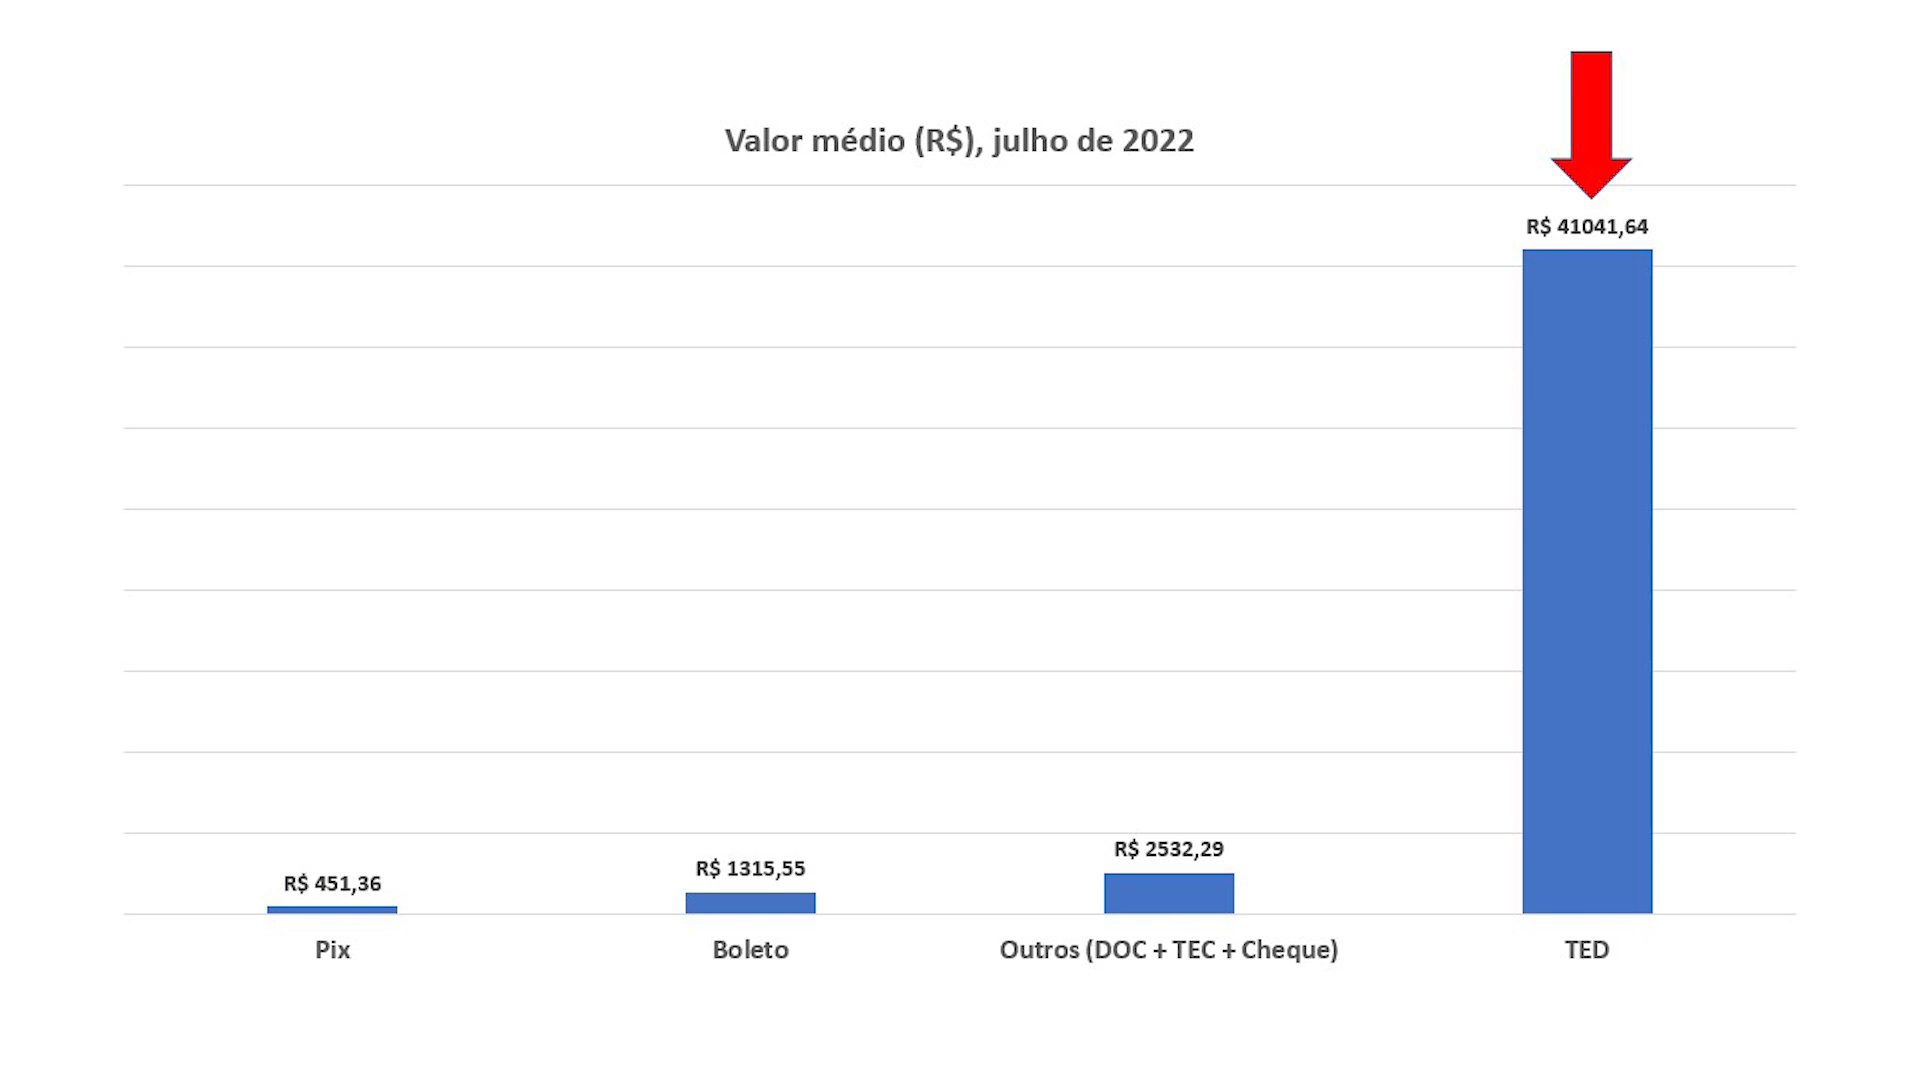 Valor médio (R$), julho de 2022
R$ 41041,64
R$ 2532,29
R$ 1315,55
R$ 451,36
Pix
Boleto
Outros (DOC + TEC + Cheque)
TED